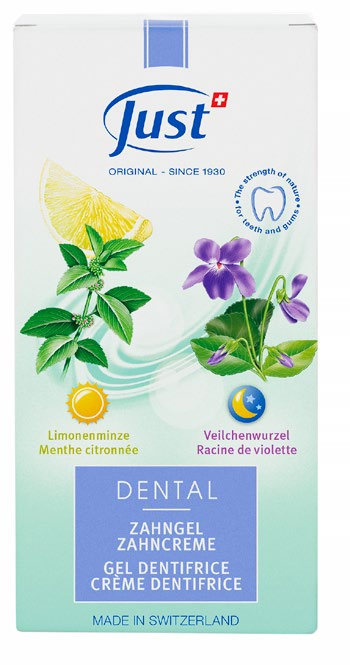 Just
ORIGINAL - SINCE 1930
• The strength of nature •
for teeth and gums
Limonenminze
Menthe citronnée
Veilchenwurzel
Racine de violette
DENTAL
ZAHNGEL
ZAHNCREME
GEL DENTIFRICE
CRÈME DENTIFRICE
MADE IN SWITZERLAND